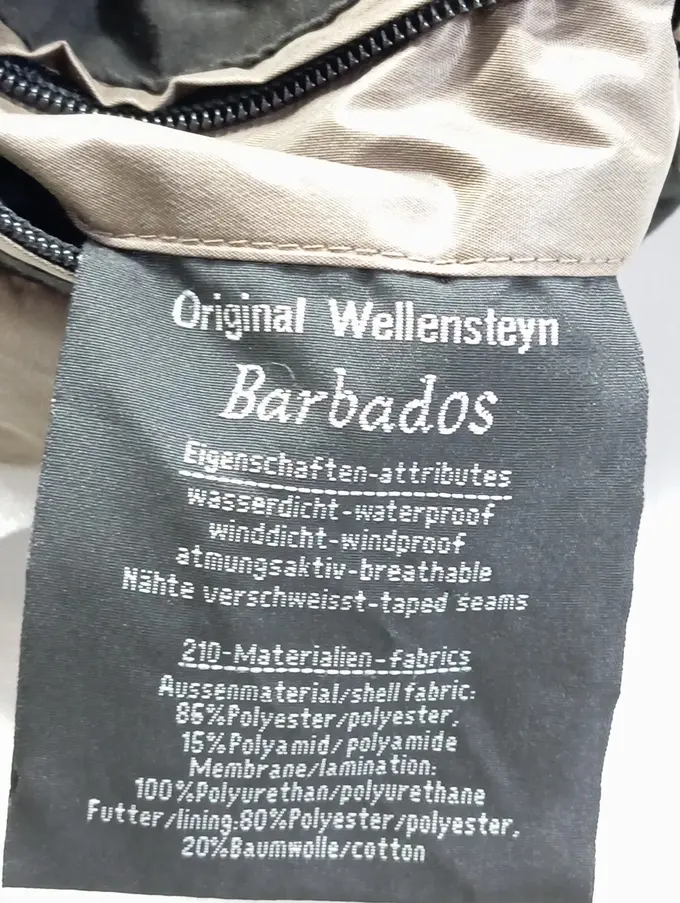 Original Wellensteyn
Barbados
Eigenschaften-attributes
wasserdicht-waterproof
winddicht-windproof
atmungsaktiv-breathable
Nähte verschweisst-taped seams
210-Materialien-fabrics
Aussenmaterial/shell fabric:
86%Polyester/polyester,
15%Polyamid/polyamide
Membrane/lamination:
100%Polyurethan/polyurethane
Futter/lining:80%Polyester/polyester,
20%Baumwolle/cotton